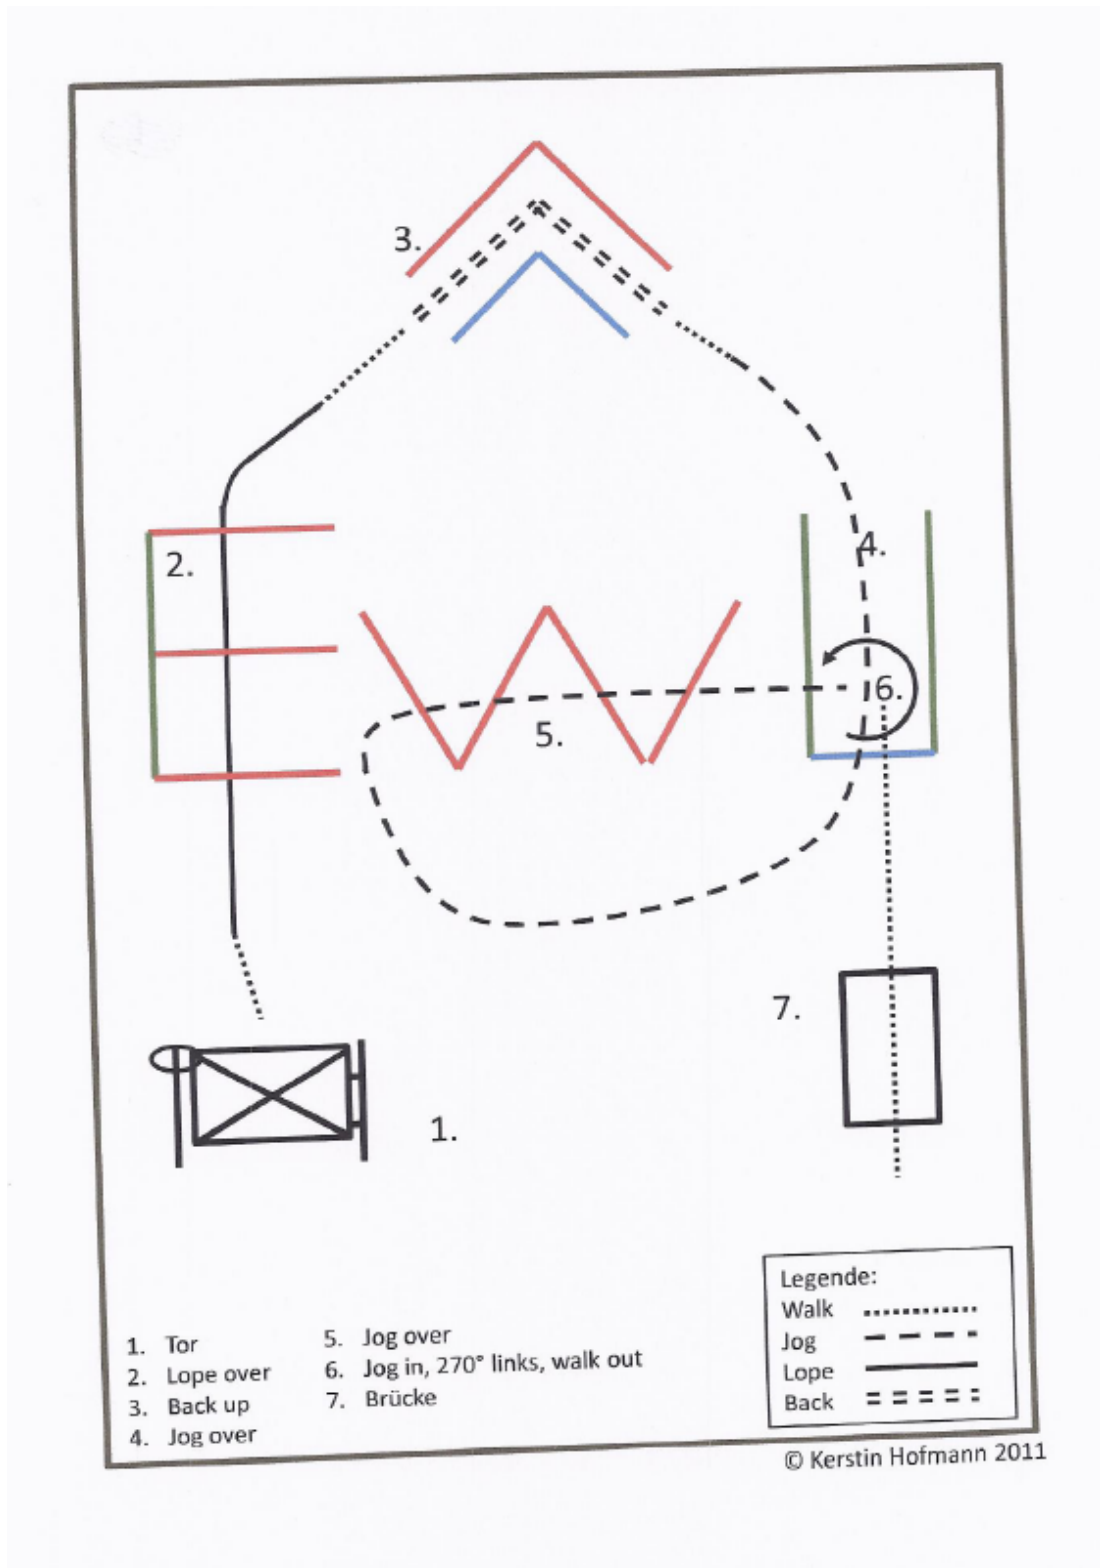 3.
2.
4.
6.
5.
7.
1.
1. Tor
2. Lope over
3. Back up
4. Jog over
5. Jog over
6. Jog in, 270° links, walk out
7. Brücke
Legende:
Walk
Jog
Lope
Back
© Kerstin Hofmann 2011